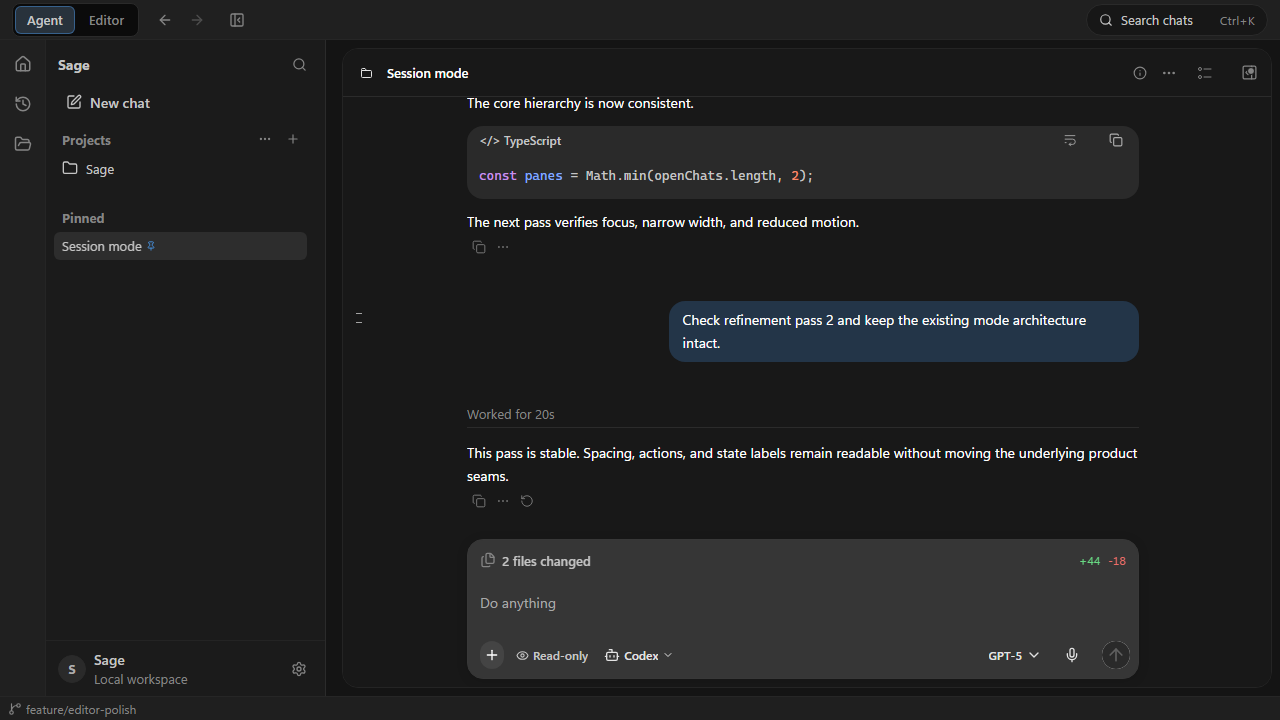 Agent
Editor
Search chats
Ctrl+K
Sage
New chat
Projects
Sage
Pinned
Session mode
Sage
S
Local workspace
Session mode
The core hierarchy is now consistent.
</> TypeScript
const panes = Math.min(openChats.length, 2);
The next pass verifies focus, narrow width, and reduced motion.
Check refinement pass 2 and keep the existing mode architecture
intact.
Worked for 20s
This pass is stable. Spacing, actions, and state labels remain readable without moving the underlying product
seams.
2 files changed
+44 -18
Do anything
Read-only
Codex
GPT-5
feature/editor-polish